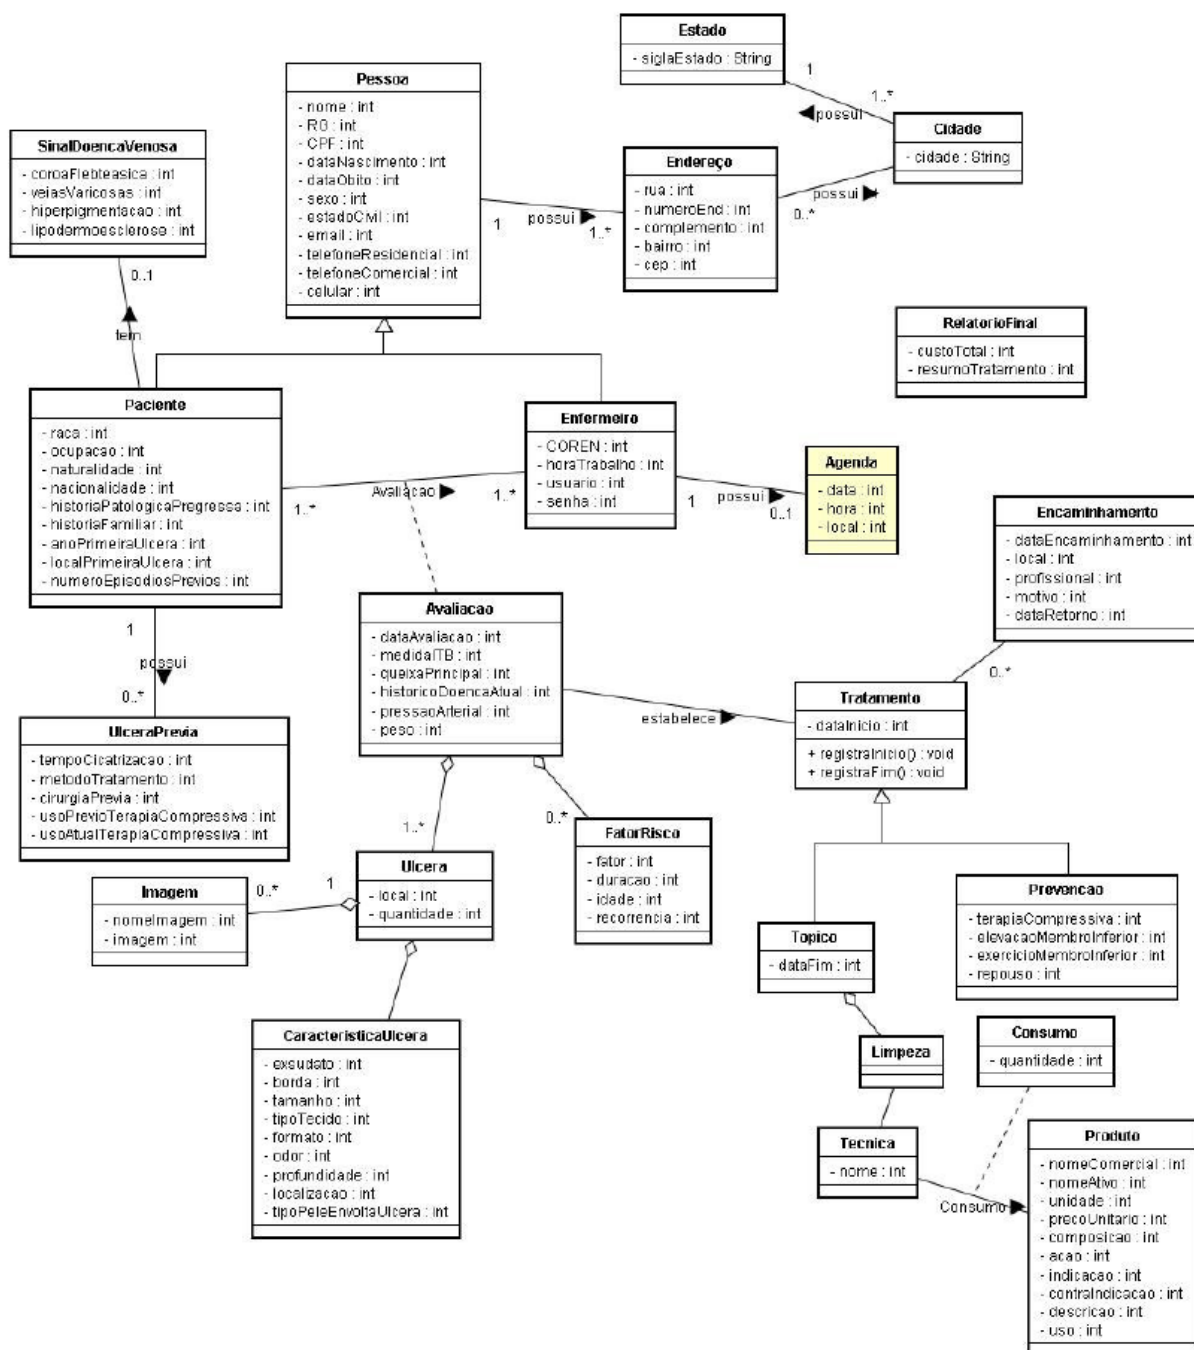 Estado
- siglaEstado : String
1
1..*
possui
Cidade
- cidade : String
Pessoa
- nome : int
- RG : int
- CPF : int
- dataNascimento : int
- dataObito : int
- sexo : int
- estadoCivil : int
- email : int
- telefoneResidencial : int
- telefoneComercial : int
- celular : int
1
possui
1..*
Endereço
- rua : int
- numeroEnd : int
- complemento : int
- bairro : int
- cep : int
0..*
possui
SinalDoencaVenosa
- coroaFlebteasica : int
- veiasVaricosas : int
- hiperpigmentacao : int
- lipodermoesclerose : int
0..1
tem
RelatorioFinal
- custoTotal : int
- resumoTratamento : int
Paciente
- raca : int
- ocupacao : int
- naturalidade : int
- nacionalidade : int
- historiaPatologicaPregressa : int
- historiaFamiliar : int
- anoPrimeiraUlcera : int
- localPrimeiraUlcera : int
- numeroEpisodiosPrevios : int
1..*
Avaliacao
1..*
Enfermeiro
- COREN : int
- horaTrabalho : int
- usuario : int
- senha : int
1
possui
0..1
Agenda
- data : int
- hora : int
- local : int
Encaminhamento
- dataEncaminhamento : int
- local : int
- profissional : int
- motivo : int
- dataRetorno : int
0..*
1
possui
0..*
UlceraPrevia
- tempoCicatrizacao : int
- metodoTratamento : int
- cirurgiaPrevia : int
- usoPrevioTerapiaCompressiva : int
- usoAtualTerapiaCompressiva : int
Avaliacao
- dataAvaliacao : int
- medidaITB : int
- queixaPrincipal : int
- historicoDoencaAtual : int
- pressaoArterial : int
- peso : int
estabelece
Tratamento
- dataInicio : int
+ registraInicio() : void
+ registraFim() : void
1..*
0..*
FatorRisco
- fator : int
- duracao : int
- idade : int
- recorrencia : int
Ulcera
- local : int
- quantidade : int
1
0..*
Imagem
- nomeImagem : int
- imagem : int
Prevencao
- terapiaCompressiva : int
- elevacaoMembroInferior : int
- exercicioMembroInferior : int
- repouso : int
Topico
- dataFim : int
CaracteristicaUlcera
- exsudato : int
- borda : int
- tamanho : int
- tipoTecido : int
- formato : int
- odor : int
- profundidade : int
- localizacao : int
- tipoPeleEnvoltaUlcera : int
Limpeza
Consumo
- quantidade : int
Tecnica
- nome : int
Consumo
Produto
- nomeComercial : int
- nomeAtivo : int
- unidade : int
- precoUnitario : int
- composicao : int
- acao : int
- indicacao : int
- contraIndicacao : int
- descricao : int
- uso : int